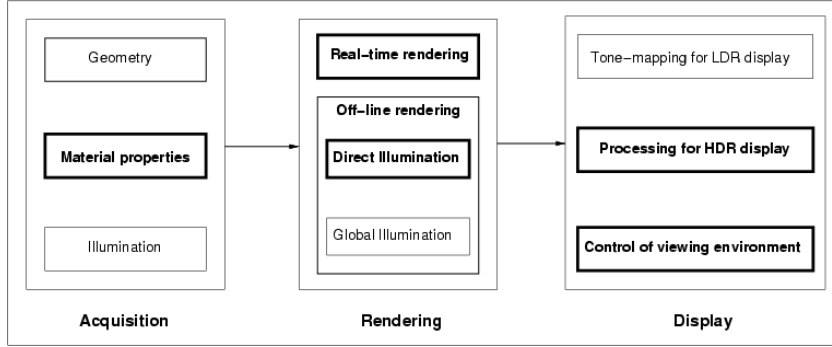 Geometry
Material properties
Illumination
Acquisition
Real-time rendering
Off-line rendering
Direct Illumination
Global Illumination
Rendering
Tone-mapping for LDR display
Processing for HDR display
Control of viewing environment
Display